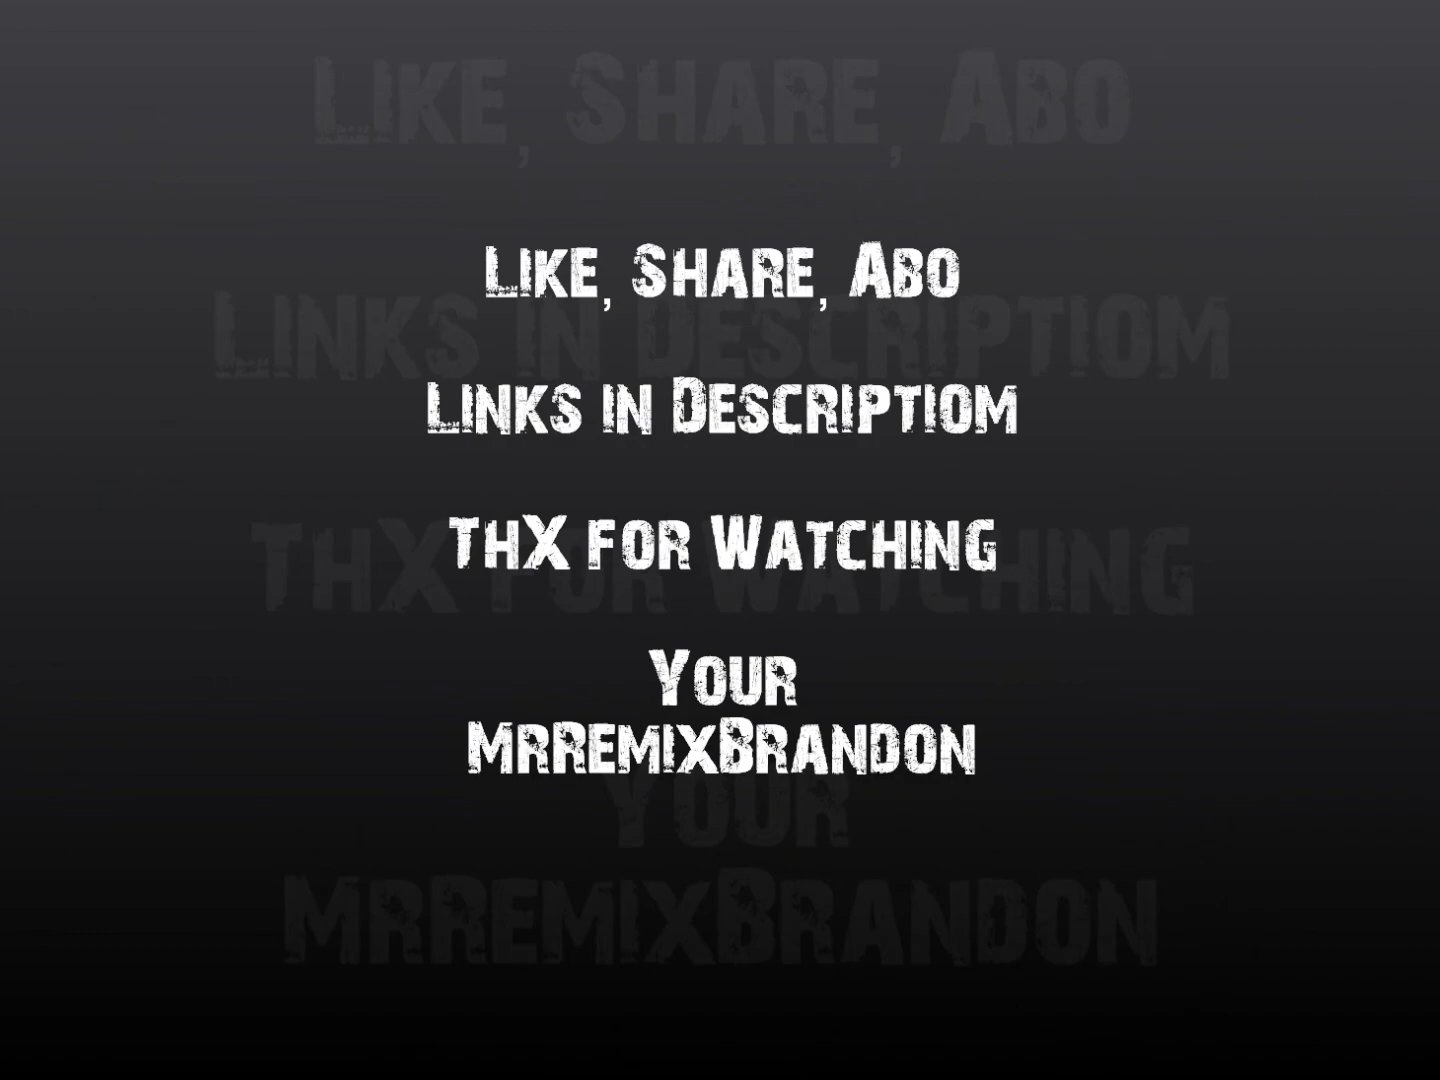 Like, Share, Abo
Links in Descriptiom
ThX for Watching
Your
MrRemixBrandon